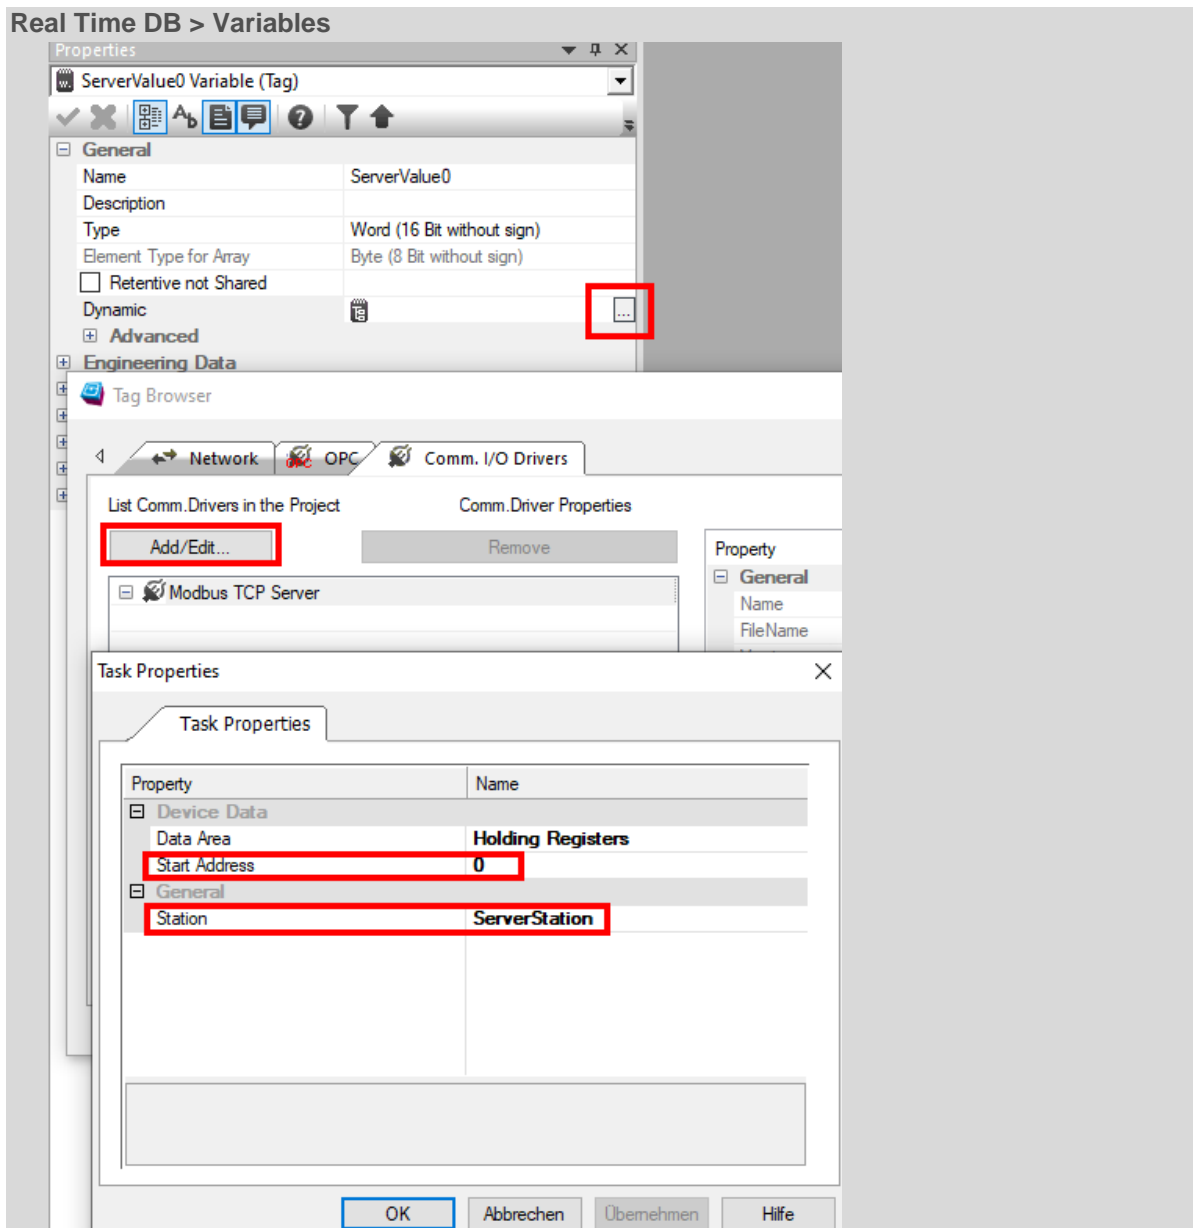 Real Time DB > Variables
Properties
ServerValue0 Variable (Tag)
General
Name ServerValue0
Description
Type Word (16 Bit without sign)
Element Type for Array Byte (8 Bit without sign)
Retentive not Shared
Dynamic ...
Advanced
Engineering Data
Tag Browser
Network OPC Comm. I/O Drivers
List Comm.Drivers in the Project Comm.Driver Properties
Add/Edit... Remove Property
General
Modbus TCP Server
Name
FileName
Task Properties
Task Properties
Property Name
Device Data
Data Area Holding Registers
Start Address 0
General
Station ServerStation
OK Abbrechen Übernehmen Hilfe